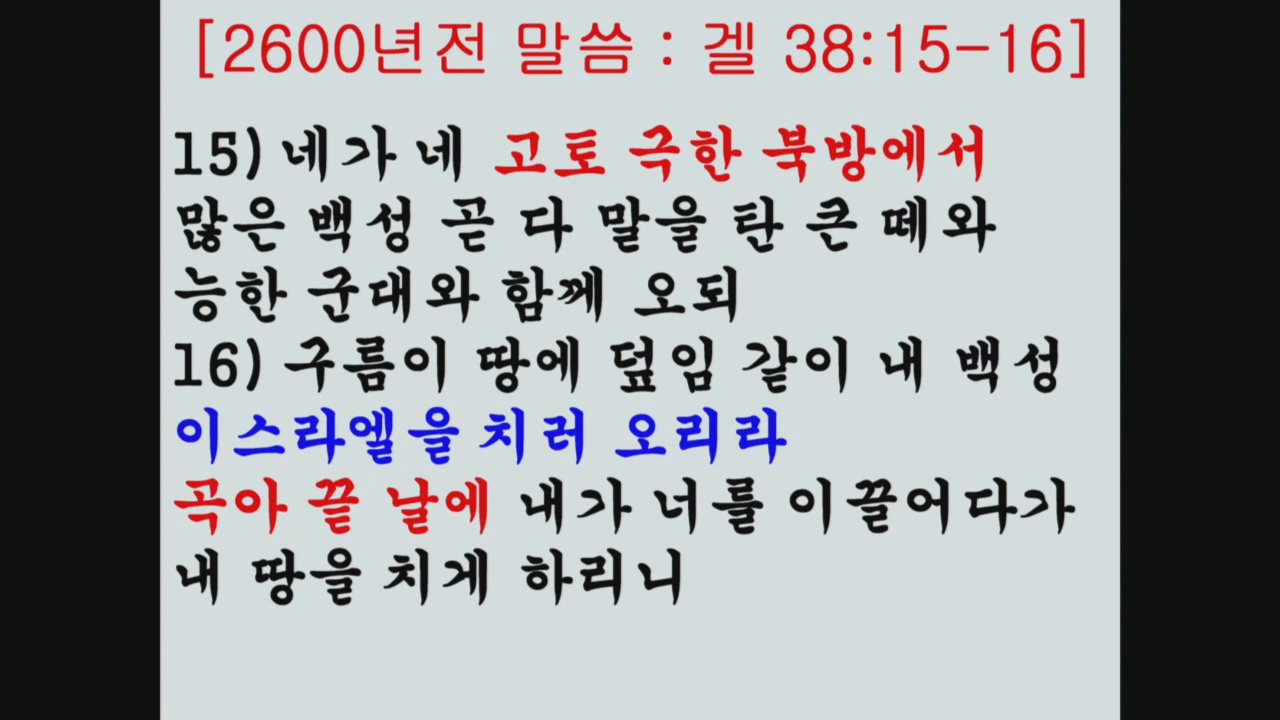 [2600년전 말씀 : 겔 38:15-16]
15) 네가 네 고토 극한 북방에서
많은 백성 곧 다 말을 탄 큰 떼와
능한 군대와 함께 오되
16) 구름이 땅에 덮임 같이 내 백성
이스라엘을 치러 오리라
곡아 끝 날에 내가 너를 이끌어다가
내 땅을 치게 하리니